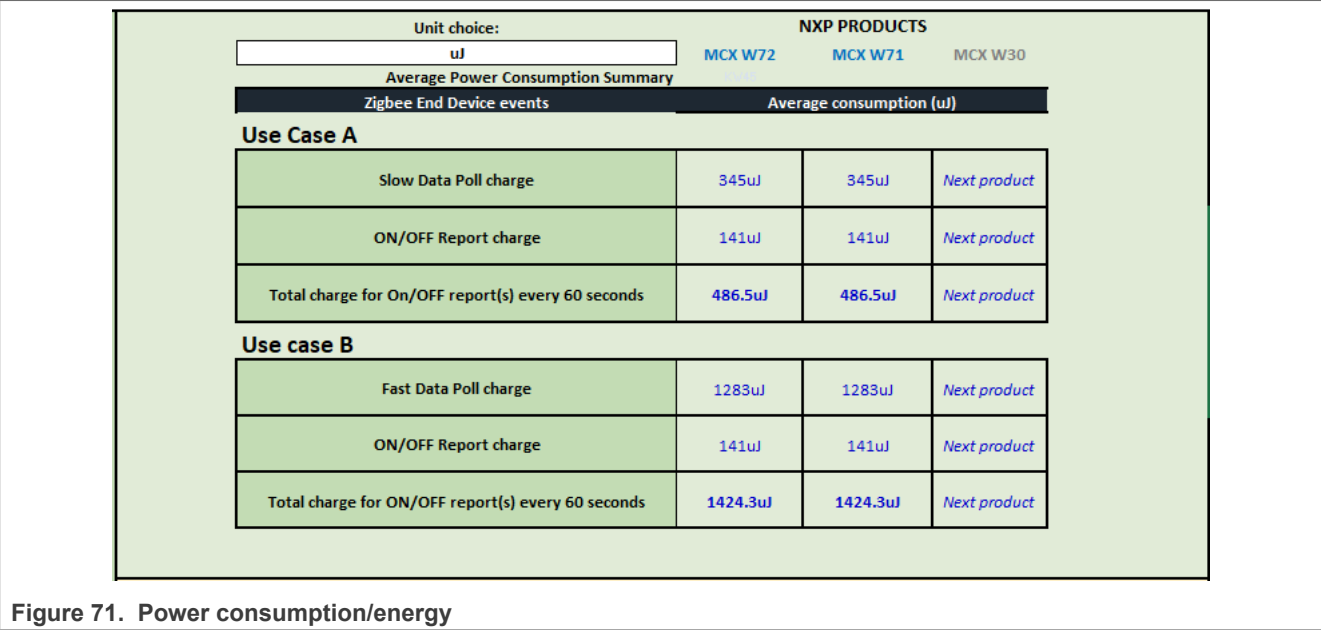 Unit choice: NXP PRODUCTS
uJ MCX W72 MCX W71 MCX W30
Average Power Consumption Summary
Zigbee End Device events Average consumption (uJ)
Use Case A
Slow Data Poll charge 345uJ 345uJ Next product
ON/OFF Report charge 141uJ 141uJ Next product
Total charge for On/OFF report(s) every 60 seconds 486.5uJ 486.5uJ Next product
Use case B
Fast Data Poll charge 1283uJ 1283uJ Next product
ON/OFF Report charge 141uJ 141uJ Next product
Total charge for ON/OFF report(s) every 60 seconds 1424.3uJ 1424.3uJ Next product
Figure 71. Power consumption/energy